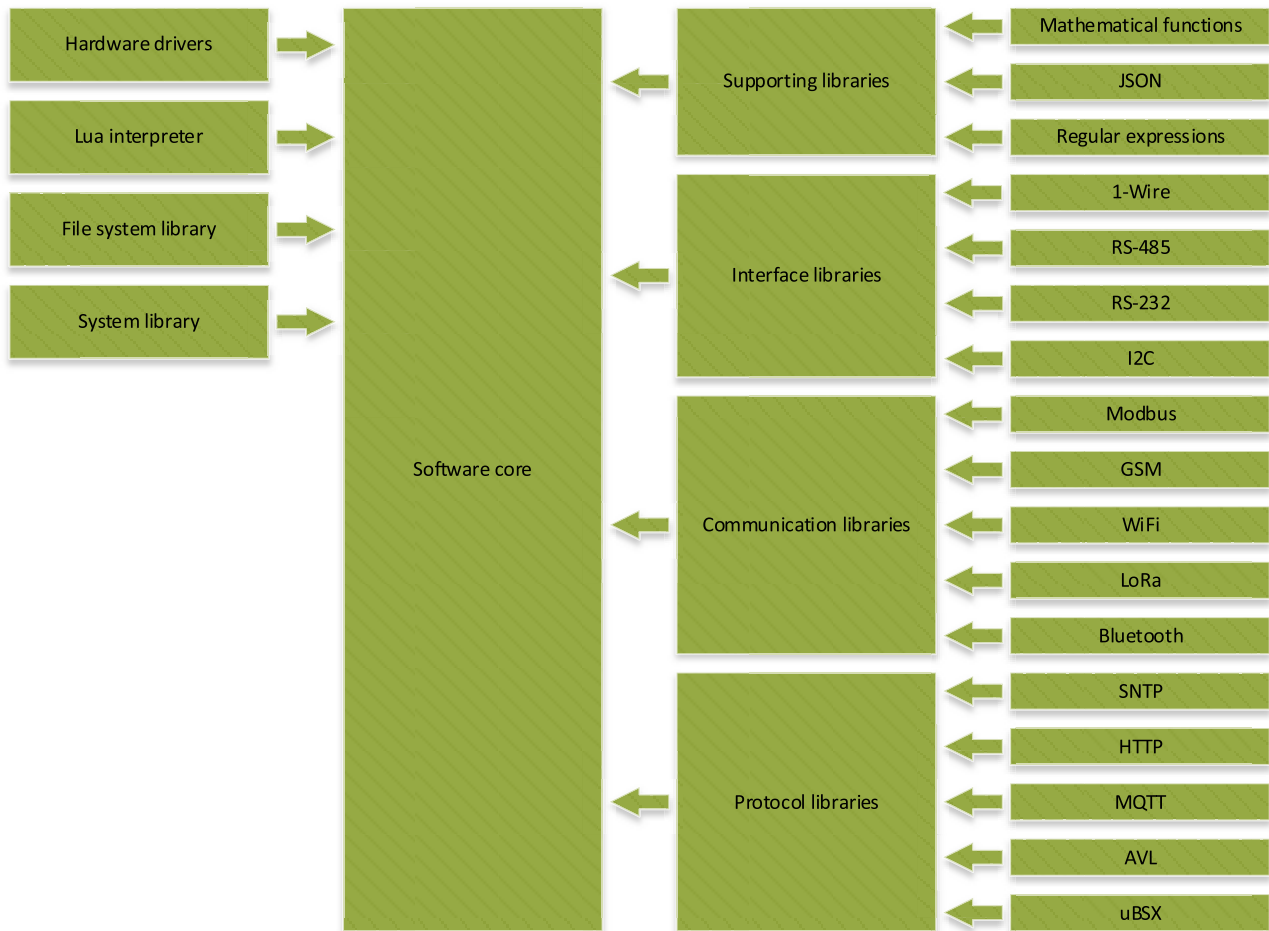 Hardware drivers
Lua interpreter
File system library
System library
Software core
Supporting libraries
Mathematical functions
JSON
Regular expressions
Interface libraries
1-Wire
RS-485
RS-232
I2C
Communication libraries
Modbus
GSM
WiFi
LoRa
Bluetooth
Protocol libraries
SNTP
HTTP
MQTT
AVL
uBSX